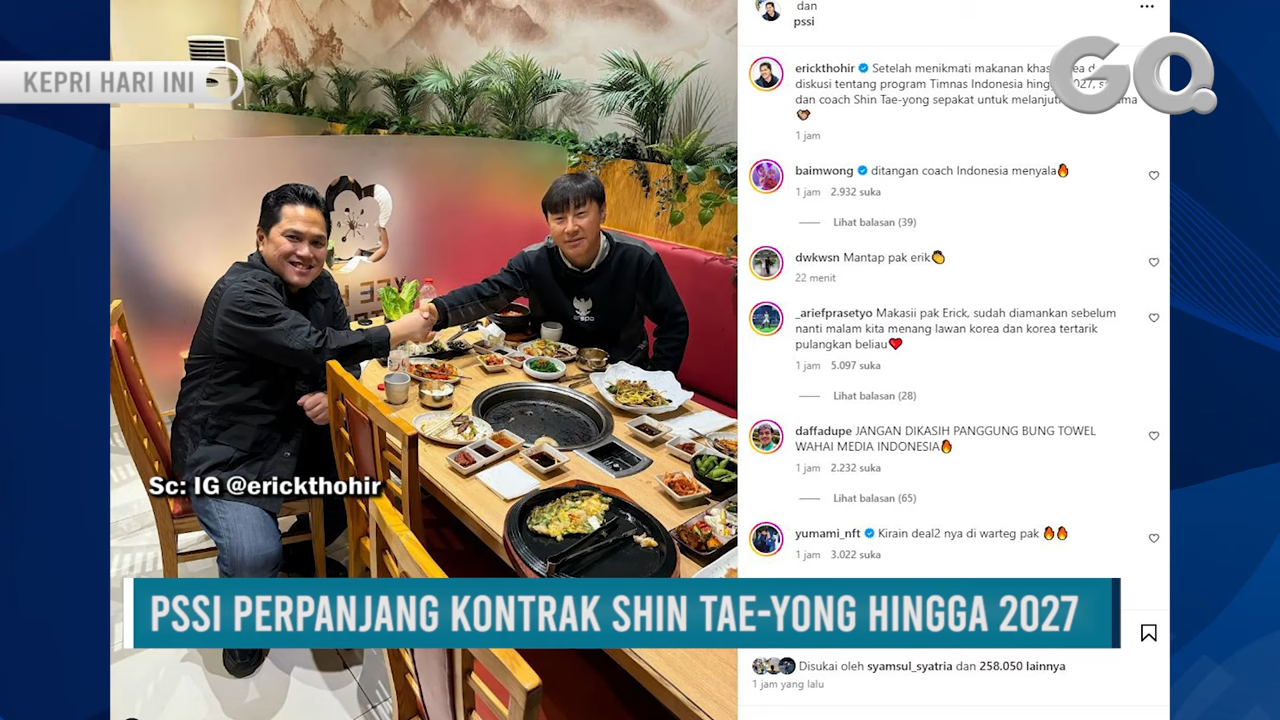 KEPRI HARI INI
GQ
dan
pssi
erickthohir Setelah menikmati makanan khas
diskusi tentang program Timnas Indonesia
dan coach Shin Tae-yong sepakat untuk
1 jam
baimwong ditangan coach Indonesia menyala🔥
1 jam 2.932 suka
Lihat balasan (39)
dwkwsn Mantap pak erik👏
22 menit
_ariefprasetyo Makasii pak Erick, sudah diamankan sebelum
nanti malam kita menang lawan korea dan korea tertarik
pulangkan beliau❤️
1 jam 5.097 suka
Lihat balasan (28)
daffadupe JANGAN DIKASIH PANGGUNG BUNG TOWEL
WAHAI MEDIA INDONESIA🔥
1 jam 2.232 suka
Lihat balasan (65)
yumami_nft Kirain deal2 nya di warteg pak 🔥🔥
1 jam 3.022 suka
Sc: IG @erickthohir
PSSI PERPANJANG KONTRAK SHIN TAE-YONG HINGGA 2027
Disukai oleh syamsul_syatria dan 258.050 lainnya
1 jam yang lalu